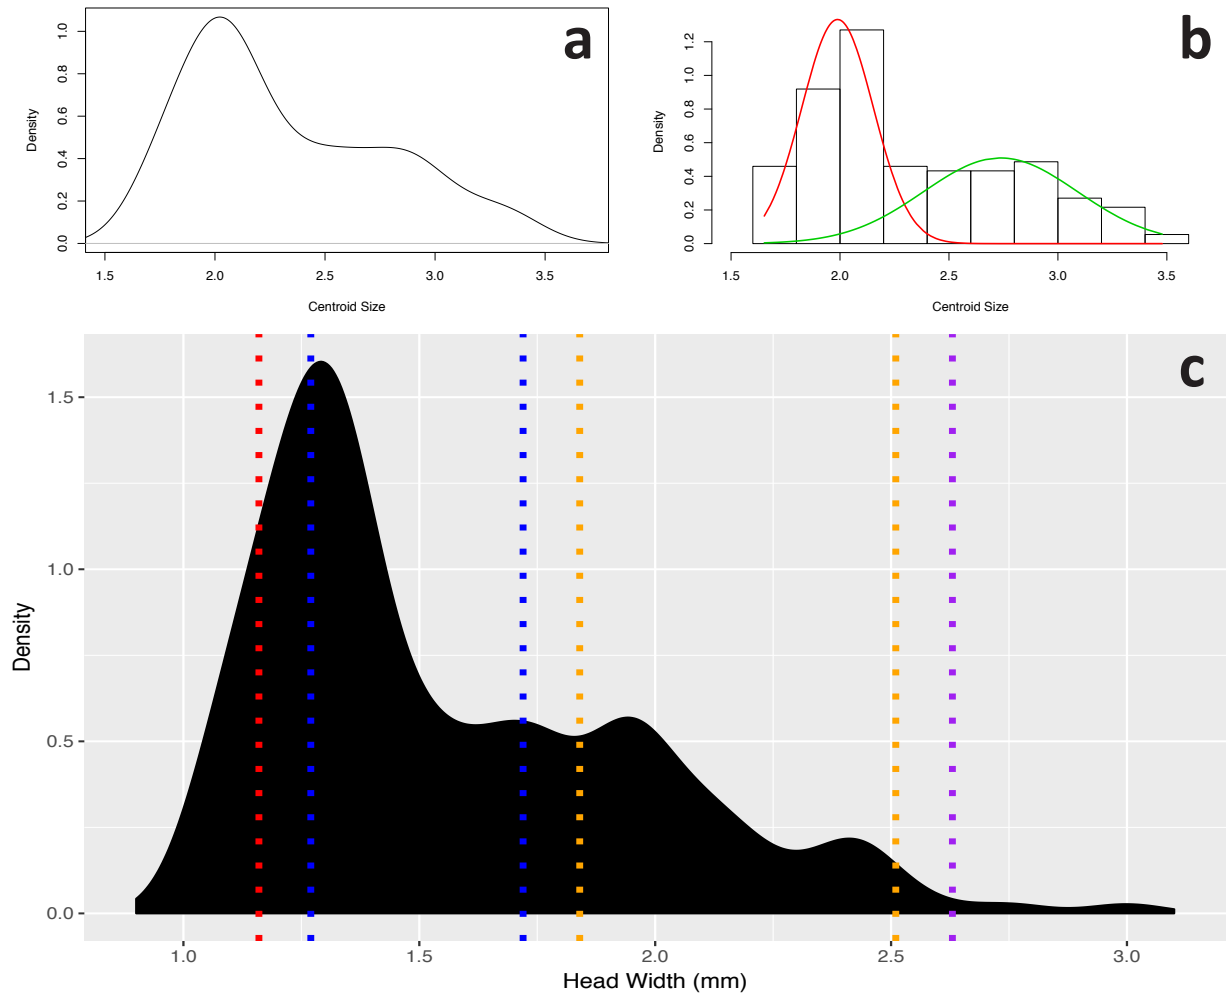 a
Density
0.0 0.2 0.4 0.6 0.8 1.0
1.5 2.0 2.5 3.0 3.5
Centroid Size
b
Density
0.0 0.2 0.4 0.6 0.8 1.0 1.2
1.5 2.0 2.5 3.0 3.5
Centroid Size
c
Density
1.5
1.0
0.5
0.0
1.0 1.5 2.0 2.5 3.0
Head Width (mm)